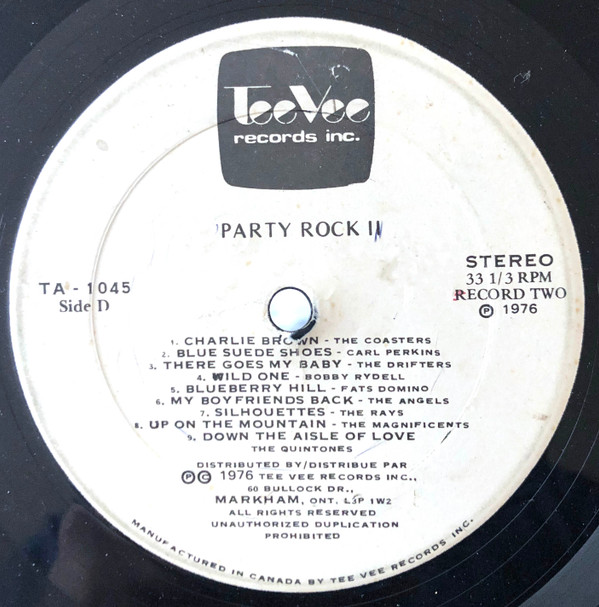 TeeVee
records inc.
PARTY ROCK II
TA - 1045
Side D
STEREO
33 1/3 RPM
RECORD TWO
℗ 1976
1. CHARLIE BROWN - THE COASTERS
2. BLUE SUEDE SHOES - CARL PERKINS
3. THERE GOES MY BABY - THE DRIFTERS
4. WILD ONE - BOBBY RYDELL
5. BLUEBERRY HILL - FATS DOMINO
6. MY BOYFRIENDS BACK - THE ANGELS
7. SILHOUETTES - THE RAYS
8. UP ON THE MOUNTAIN - THE MAGNIFICENTS
9. DOWN THE AISLE OF LOVE
THE QUINTONES
DISTRIBUTED BY/DISTRIBUE PAR
℗© 1976 TEE VEE RECORDS INC.,
60 BULLOCK DR.,
MARKHAM, ONT. L3P 1W2
ALL RIGHTS RESERVED
UNAUTHORIZED DUPLICATION
PROHIBITED
MANUFACTURED IN CANADA BY TEE VEE RECORDS INC.